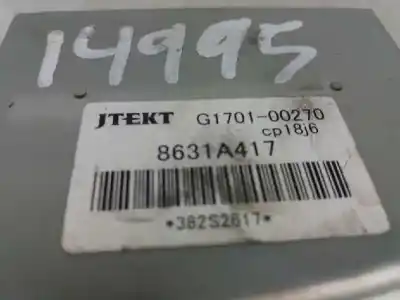 14995
JTEKT G1701-00270
cp18j6
8631A417
*382S2617*